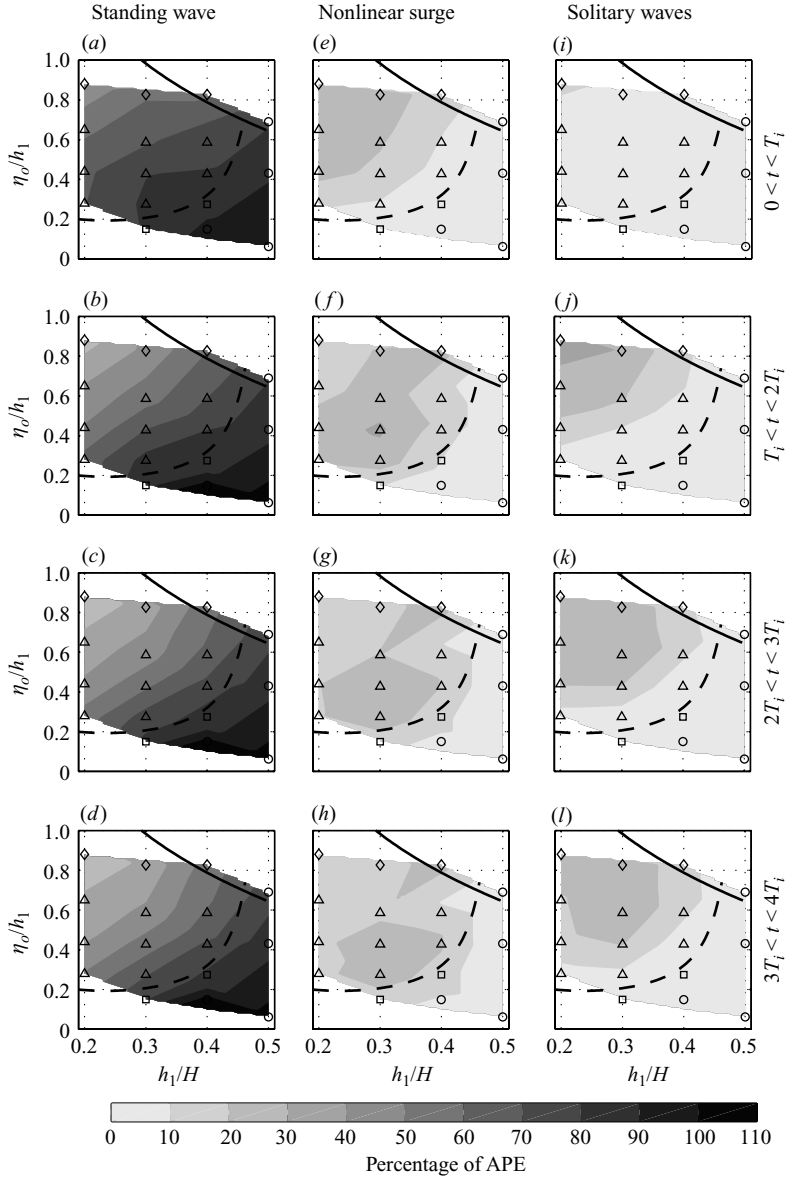 Standing wave Nonlinear surge Solitary waves
(a) (e) (i)
1.0
0.8
0.6
0.4
0.2
0
ηo/h1
0 < t < Ti
(b) (f) (j)
1.0
0.8
0.6
0.4
0.2
0
ηo/h1
Ti < t < 2Ti
(c) (g) (k)
1.0
0.8
0.6
0.4
0.2
0
ηo/h1
2Ti < t < 3Ti
(d) (h) (l)
1.0
0.8
0.6
0.4
0.2
0
ηo/h1
3Ti < t < 4Ti
0.2 0.3 0.4 0.5 0.2 0.3 0.4 0.5 0.2 0.3 0.4 0.5
h1/H h1/H h1/H
0 10 20 30 40 50 60 70 80 90 100 110
Percentage of APE